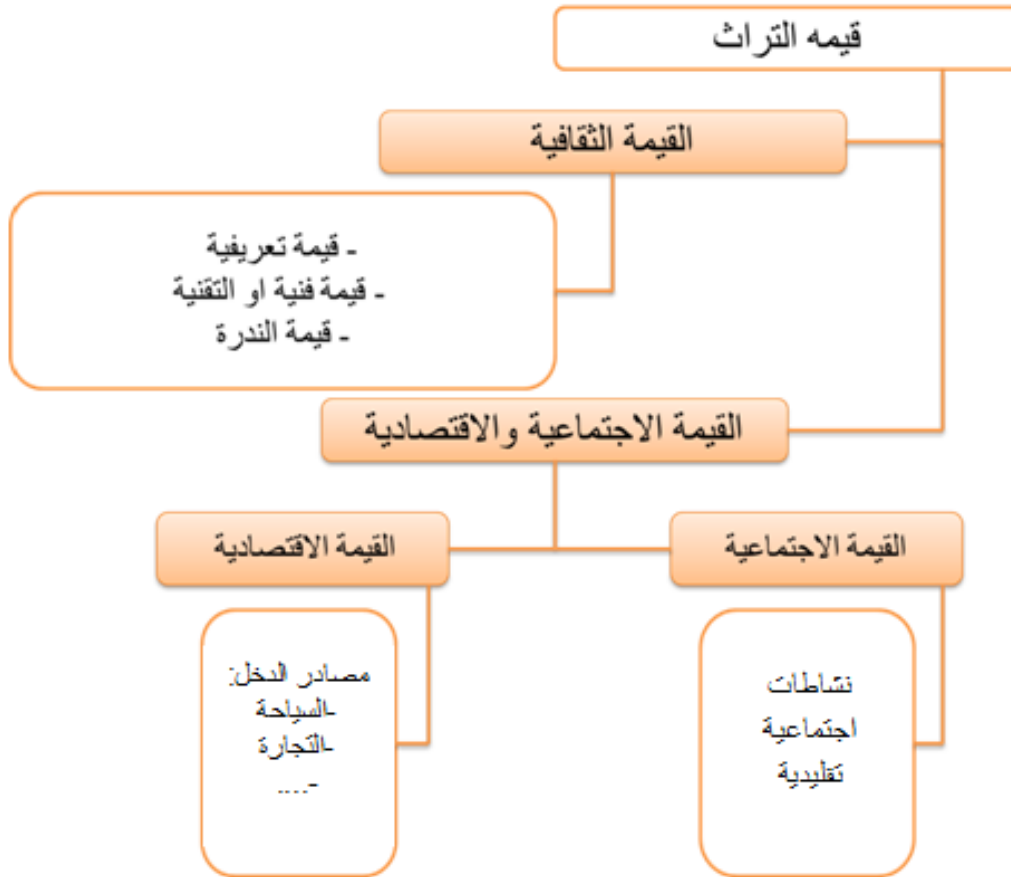 قيمه التراث
القيمة الثقافية
- قيمة تعريفية
- قيمة فنية او التقنية
- قيمة الندرة
القيمة الاجتماعية والاقتصادية
القيمة الاجتماعية
نشاطات
اجتماعية
تقليدية
القيمة الاقتصادية
مصادر الدخل:
-السياحة
-التجارة
-....